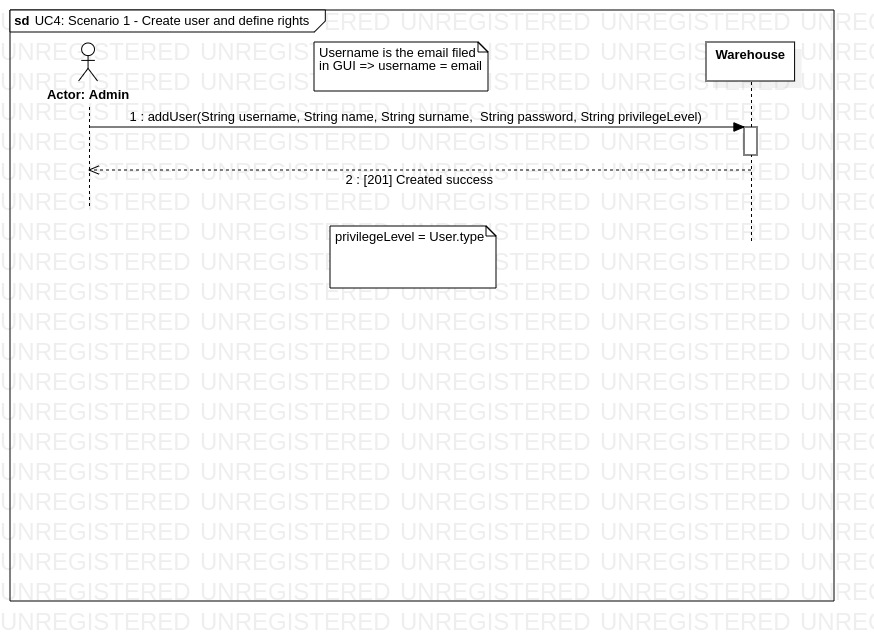 sd UC4: Scenario 1 - Create user and define rights
Username is the email filed
in GUI => username = email
Warehouse
Actor: Admin
1 : addUser(String username, String name, String surname, String password, String privilegeLevel)
2 : [201] Created success
privilegeLevel = User.type
UNREGISTERED UNREGISTERED UNREGISTERED UNREGISTERED